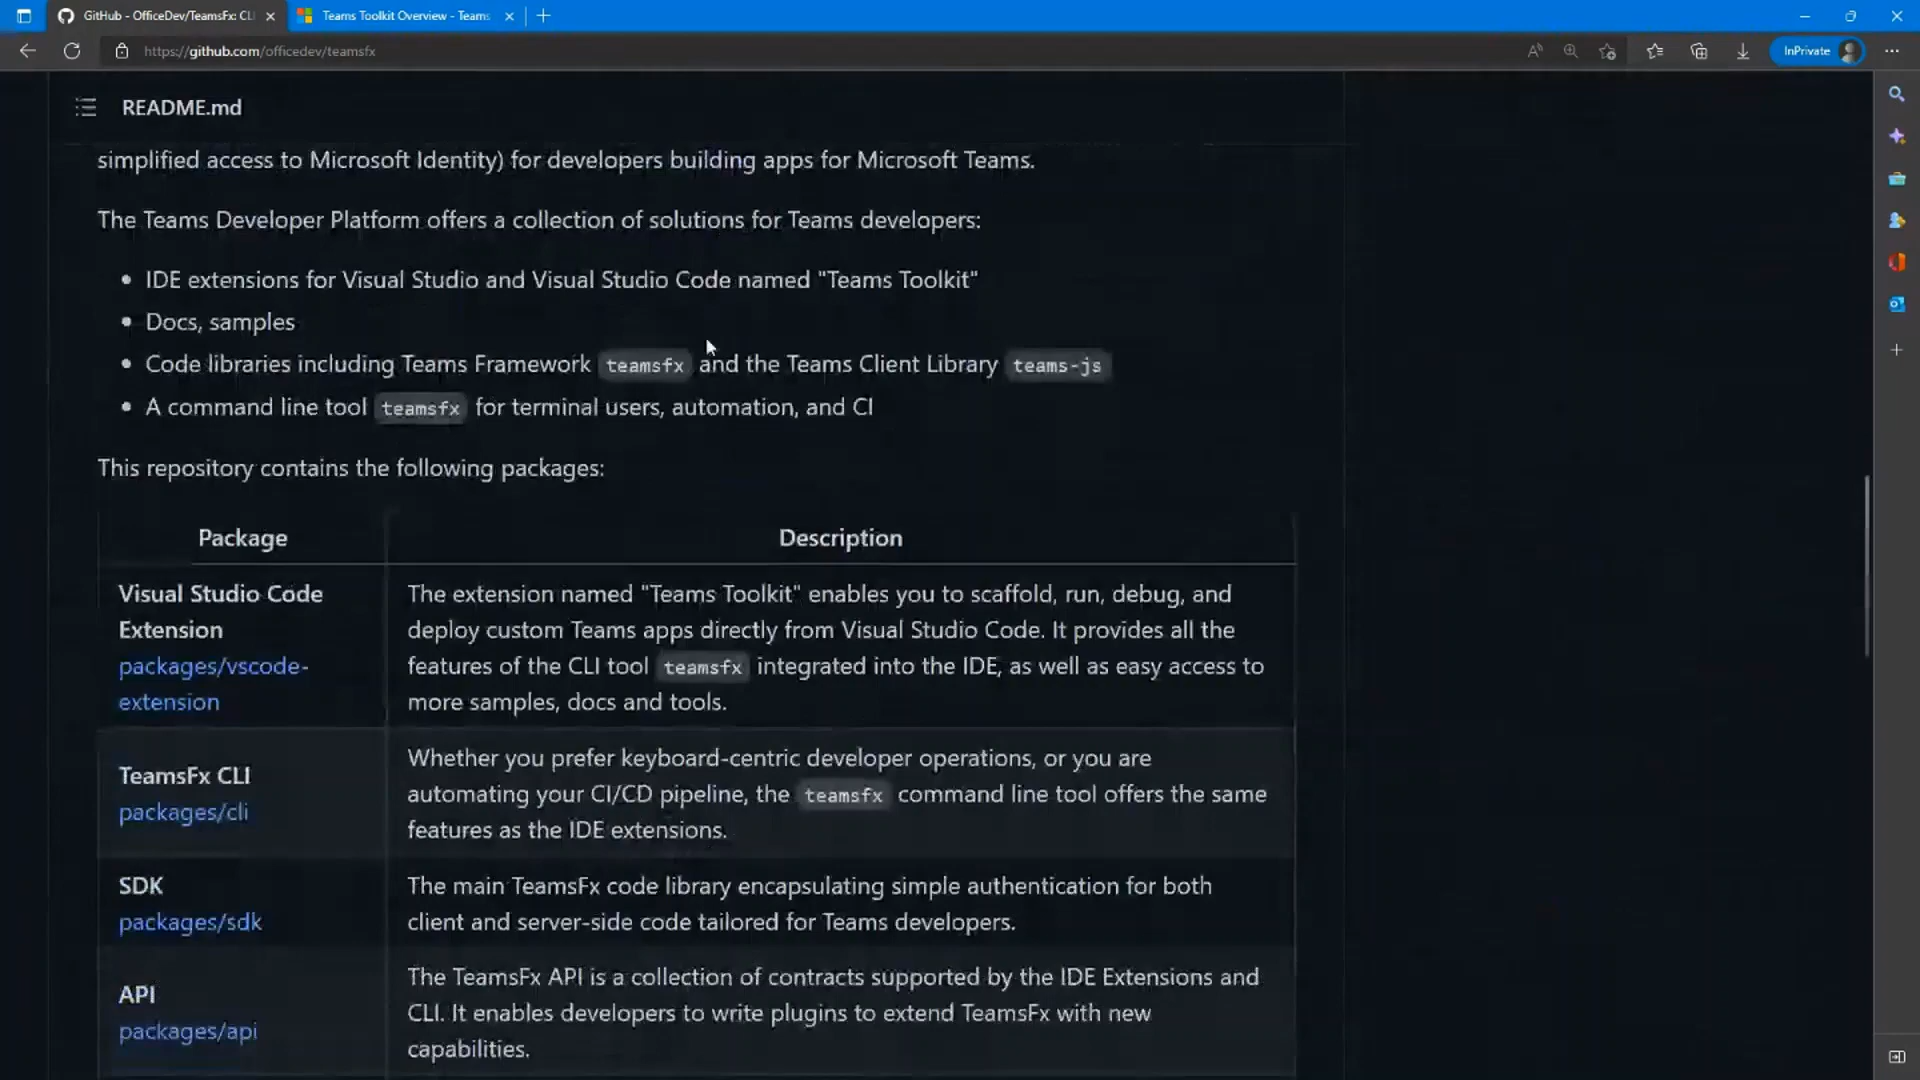 GitHub - OfficeDev/TeamsFx: CL
Teams Toolkit Overview - Teams
https://github.com/officedev/teamsfx
InPrivate
README.md
simplified access to Microsoft Identity) for developers building apps for Microsoft Teams.
The Teams Developer Platform offers a collection of solutions for Teams developers:
IDE extensions for Visual Studio and Visual Studio Code named "Teams Toolkit"
Docs, samples
Code libraries including Teams Framework teamsfx and the Teams Client Library teams-js
A command line tool teamsfx for terminal users, automation, and CI
This repository contains the following packages:
Package
Description
Visual Studio Code
Extension
packages/vscode-
extension
The extension named "Teams Toolkit" enables you to scaffold, run, debug, and
deploy custom Teams apps directly from Visual Studio Code. It provides all the
features of the CLI tool teamsfx integrated into the IDE, as well as easy access to
more samples, docs and tools.
TeamsFx CLI
packages/cli
Whether you prefer keyboard-centric developer operations, or you are
automating your CI/CD pipeline, the teamsfx command line tool offers the same
features as the IDE extensions.
SDK
packages/sdk
The main TeamsFx code library encapsulating simple authentication for both
client and server-side code tailored for Teams developers.
API
packages/api
The TeamsFx API is a collection of contracts supported by the IDE Extensions and
CLI. It enables developers to write plugins to extend TeamsFx with new
capabilities.